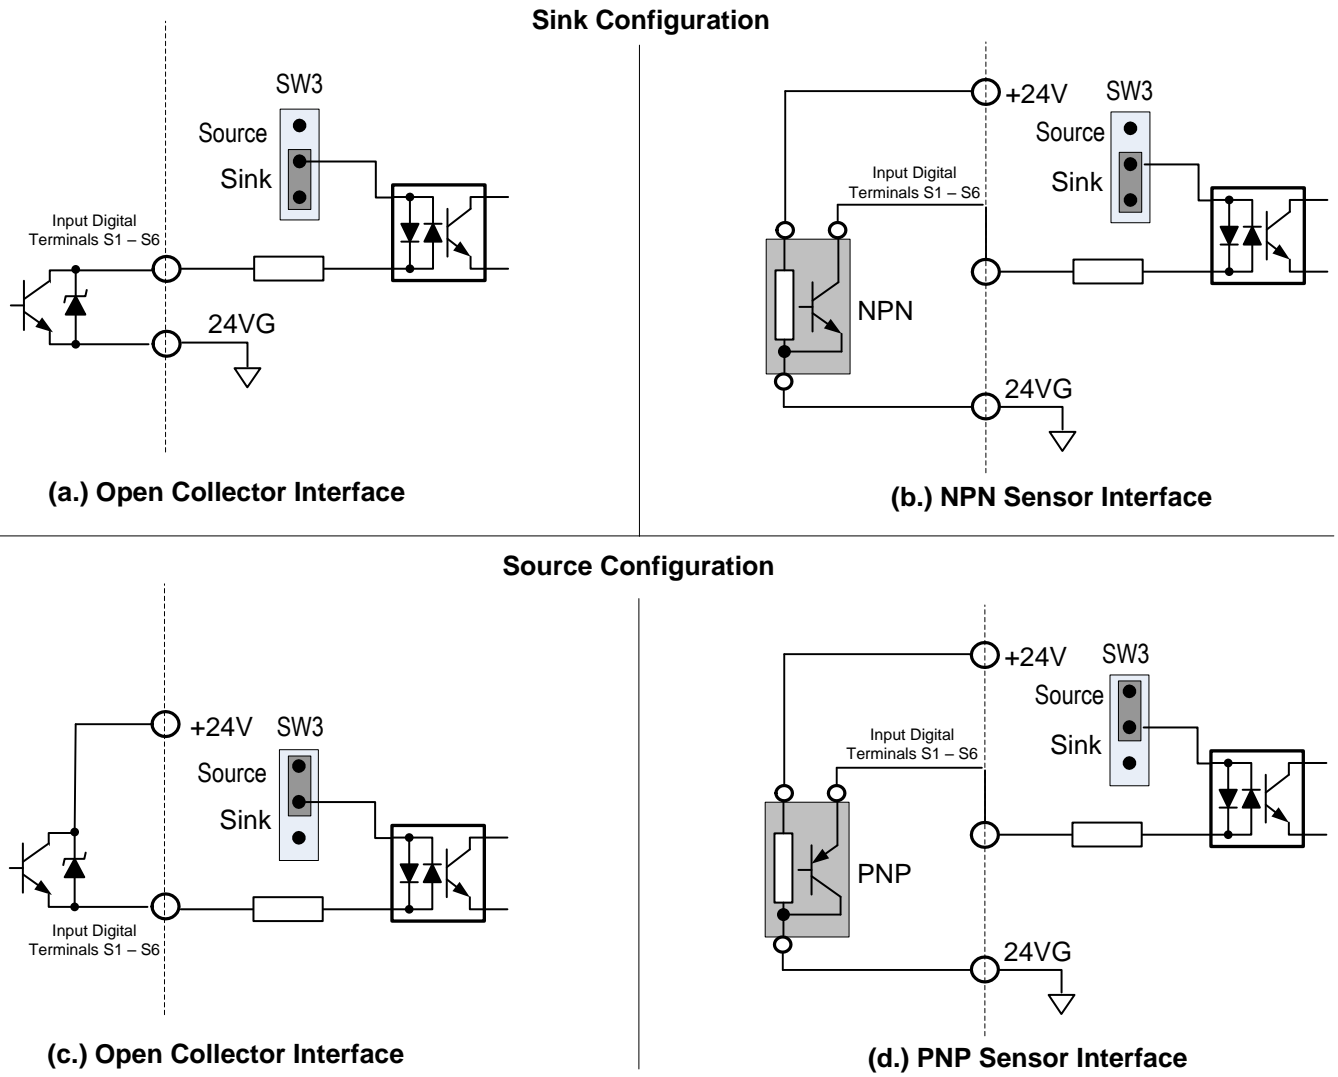 Sink Configuration
SW3
Source
Sink
Input Digital
Terminals S1 – S6
24VG
(a.) Open Collector Interface
+24V
SW3
Source
Sink
Input Digital
Terminals S1 – S6
NPN
24VG
(b.) NPN Sensor Interface
Source Configuration
+24V
SW3
Source
Sink
Input Digital
Terminals S1 – S6
(c.) Open Collector Interface
+24V
SW3
Source
Sink
Input Digital
Terminals S1 – S6
PNP
24VG
(d.) PNP Sensor Interface